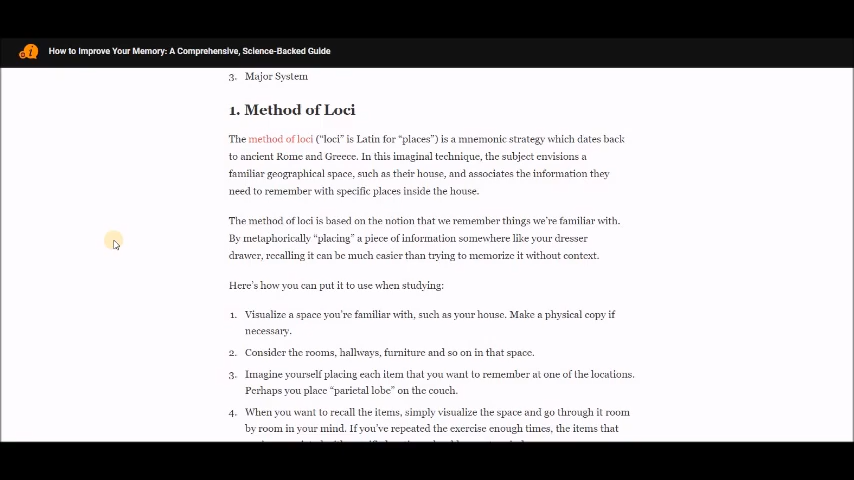 How to Improve Your Memory: A Comprehensive, Science-Backed Guide
3. Major System
1. Method of Loci
The method of loci (“loci” is Latin for “places”) is a mnemonic strategy which dates back
to ancient Rome and Greece. In this imaginal technique, the subject envisions a
familiar geographical space, such as their house, and associates the information they
need to remember with specific places inside the house.
The method of loci is based on the notion that we remember things we’re familiar with.
By metaphorically “placing” a piece of information somewhere like your dresser
drawer, recalling it can be much easier than trying to memorize it without context.
Here’s how you can put it to use when studying:
1. Visualize a space you’re familiar with, such as your house. Make a physical copy if
necessary.
2. Consider the rooms, hallways, furniture and so on in that space.
3. Imagine yourself placing each item that you want to remember at one of the locations.
Perhaps you place “parietal lobe” on the couch.
4. When you want to recall the items, simply visualize the space and go through it room
by room in your mind. If you’ve repeated the exercise enough times, the items that